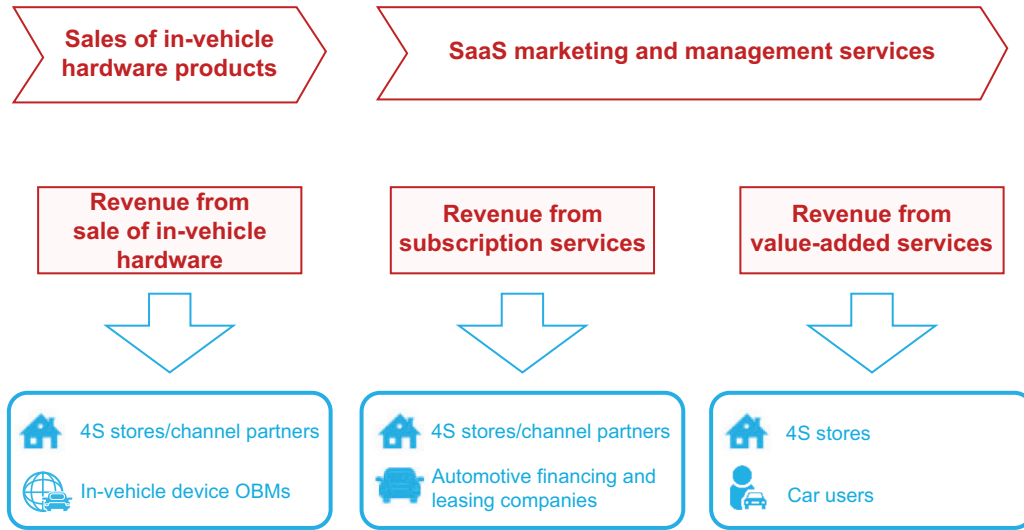 Sales of in-vehicle
hardware products
SaaS marketing and management services
Revenue from
sale of in-vehicle
hardware
Revenue from
subscription services
Revenue from
value-added services
4S stores/channel partners
In-vehicle device OBMs
4S stores/channel partners
Automotive financing and
leasing companies
4S stores
Car users